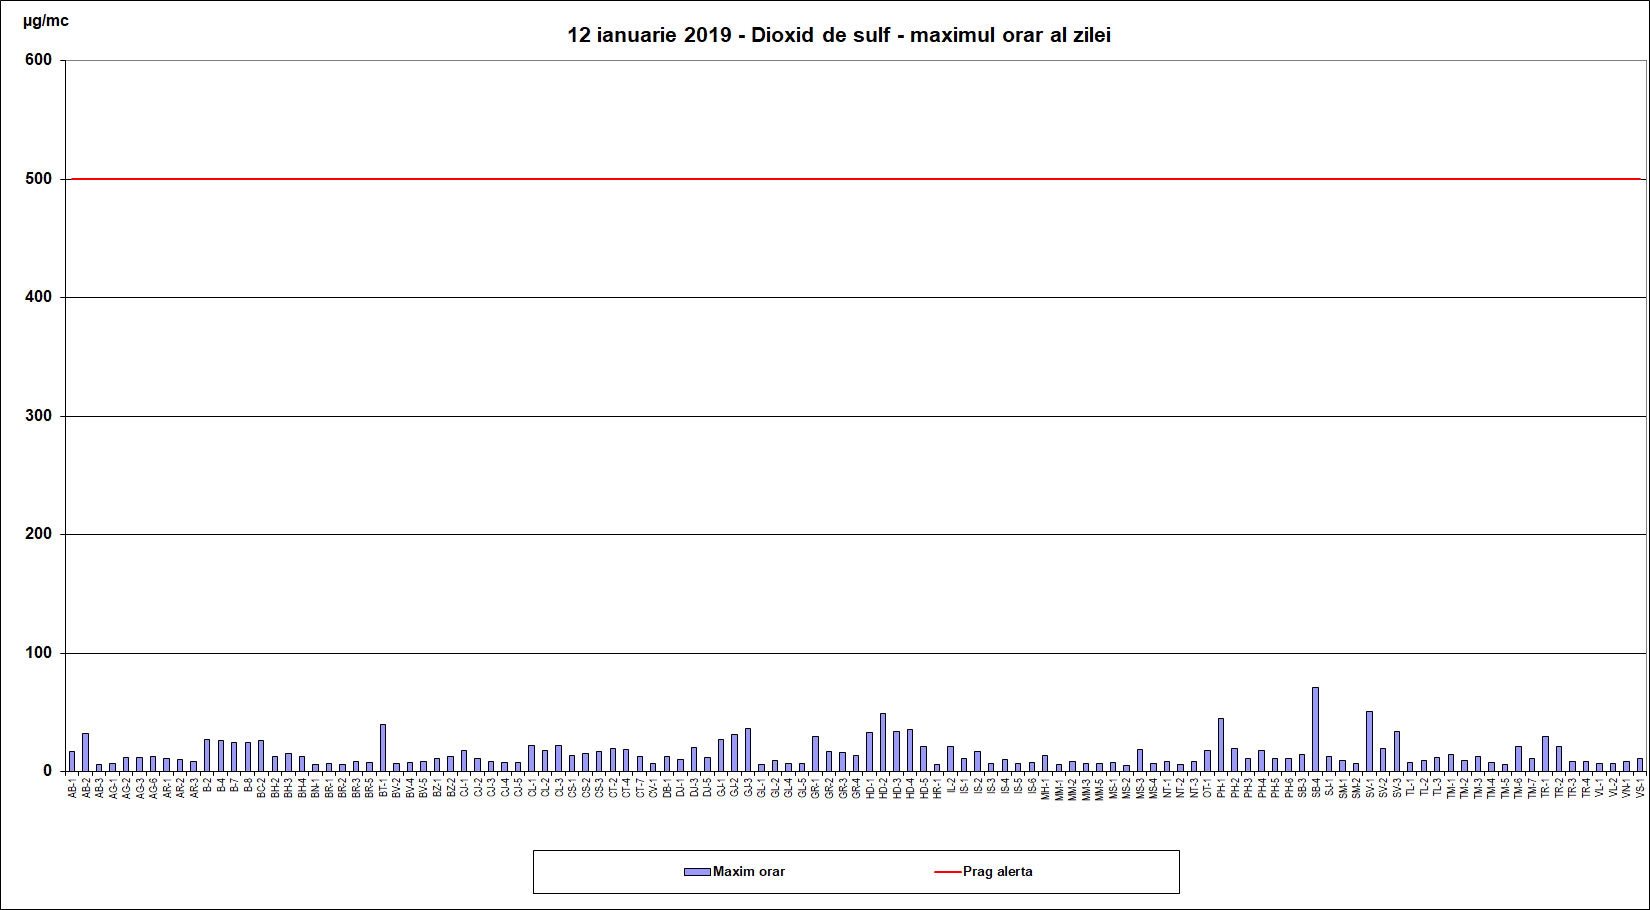 µg/mc
12 ianuarie 2019 - Dioxid de sulf - maximul orar al zilei
600
500
400
300
200
100
0
AB-1 AB-2 AB-3 AG-1 AG-2 AG-3 AG-6 AR-1 AR-2 AR-3 B-2 B-4 B-7 B-8 BC-2 BH-2 BH-3 BH-4 BN-1 BR-1 BR-2 BR-3 BR-5 BT-1 BV-2 BV-4 BV-5 BZ-1 BZ-2 CJ-1 CJ-2 CJ-3 CJ-4 CJ-5 CL-1 CL-2 CL-3 CS-1 CS-2 CS-3 CT-2 CT-4 CT-7 CV-1 DB-1 DJ-1 DJ-3 DJ-5 GJ-1 GJ-2 GJ-3 GL-1 GL-2 GL-4 GL-5 GR-1 GR-2 GR-3 GR-4 HD-1 HD-2 HD-3 HD-4 HD-5 HR-1 IL-2 IS-1 IS-2 IS-3 IS-4 IS-5 IS-6 MH-1 MM-1 MM-2 MM-3 MM-5 MS-1 MS-2 MS-3 MS-4 NT-1 NT-2 NT-3 OT-1 PH-1 PH-2 PH-3 PH-4 PH-5 PH-6 SB-3 SB-4 SJ-1 SM-1 SM-2 SV-1 SV-2 SV-3 TL-1 TL-2 TL-3 TM-1 TM-2 TM-3 TM-4 TM-5 TM-6 TM-7 TR-1 TR-2 TR-3 TR-4 VL-1 VL-2 VN-1 VS-1
Maxim orar Prag alerta